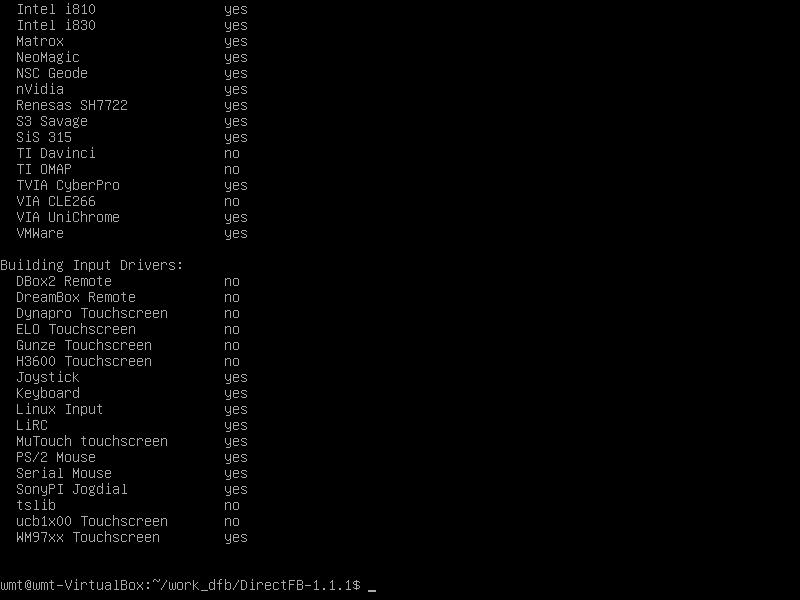 Intel i810 yes
Intel i830 yes
Matrox yes
NeoMagic yes
NSC Geode yes
nVidia yes
Renesas SH7722 yes
S3 Savage yes
SiS 315 yes
TI Davinci no
TI OMAP no
TVIA CyberPro yes
VIA CLE266 no
VIA UniChrome yes
VMWare yes
Building Input Drivers:
DBox2 Remote no
DreamBox Remote no
Dynapro Touchscreen no
ELO Touchscreen no
Gunze Touchscreen no
H3600 Touchscreen no
Joystick yes
Keyboard yes
Linux Input yes
LiRC yes
MuTouch touchscreen yes
PS/2 Mouse yes
Serial Mouse yes
SonyPI Jogdial yes
tslib no
ucb1x00 Touchscreen no
WM97xx Touchscreen yes
wmt@wmt-VirtualBox:~/work_dfb/DirectFB-1.1.1$ _